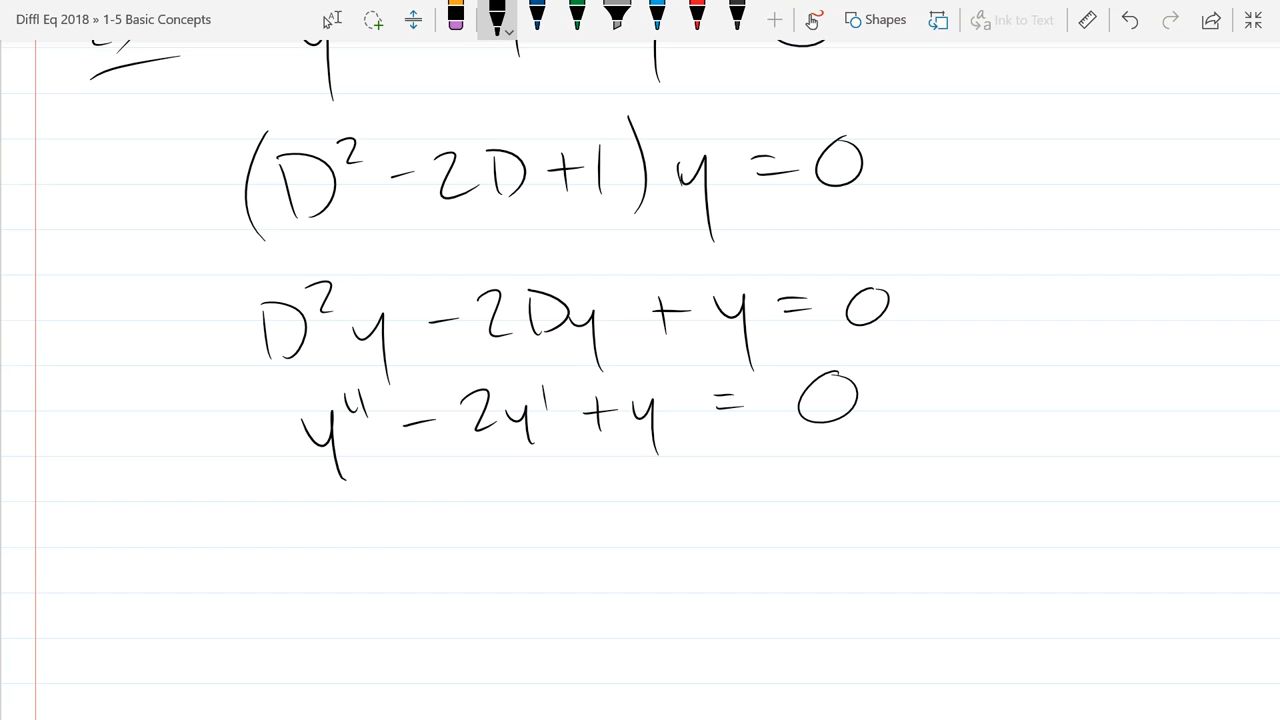 Diffl Eq 2018 » 1-5 Basic Concepts Shapes Ink to Text
(D² - 2D + 1) y = 0
D²y - 2Dy + y = 0
y'' - 2y' + y = 0